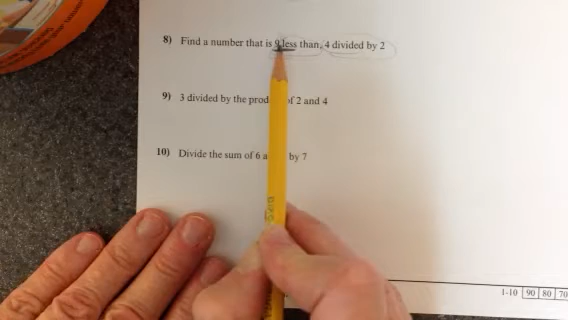 8) Find a number that is 9 less than, 4 divided by 2
9) 3 divided by the of 2 and 4
10) Divide the sum of 6 by 7
1-10 90 80 70